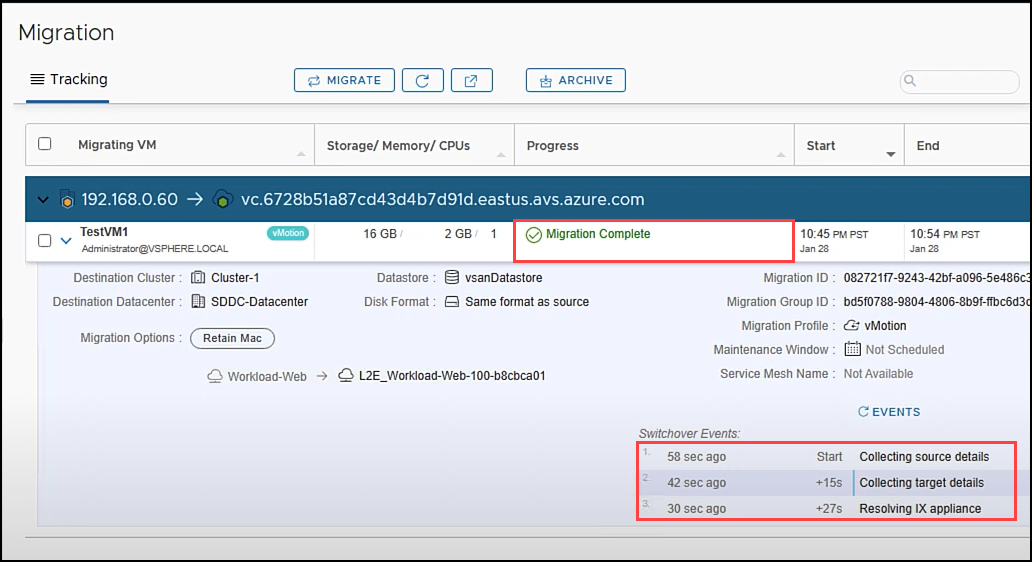 Migration
Tracking MIGRATE ARCHIVE
Migrating VM Storage/ Memory/ CPUs Progress Start End
192.168.0.60 → vc.6728b51a87cd43d4b7d91d.eastus.avs.azure.com
TestVM1 vMotion 16 GB / 2 GB / 1 Migration Complete 10:45 PM PST 10:54 PM PST
Administrator@VSPHERE.LOCAL Jan 28 Jan 28
Destination Cluster : Cluster-1 Datastore : vsanDatastore Migration ID : 082721f7-9243-42bf-a096-5e486c3
Destination Datacenter : SDDC-Datacenter Disk Format : Same format as source Migration Group ID : bd5f0788-9804-4806-8b9f-ffbc6d3c
Migration Profile : vMotion
Migration Options : Retain Mac
Maintenance Window : Not Scheduled
Workload-Web → L2E_Workload-Web-100-b8cbca01 Service Mesh Name : Not Available
EVENTS
Switchover Events:
1. 58 sec ago Start Collecting source details
2. 42 sec ago +15s Collecting target details
3. 30 sec ago +27s Resolving IX appliance